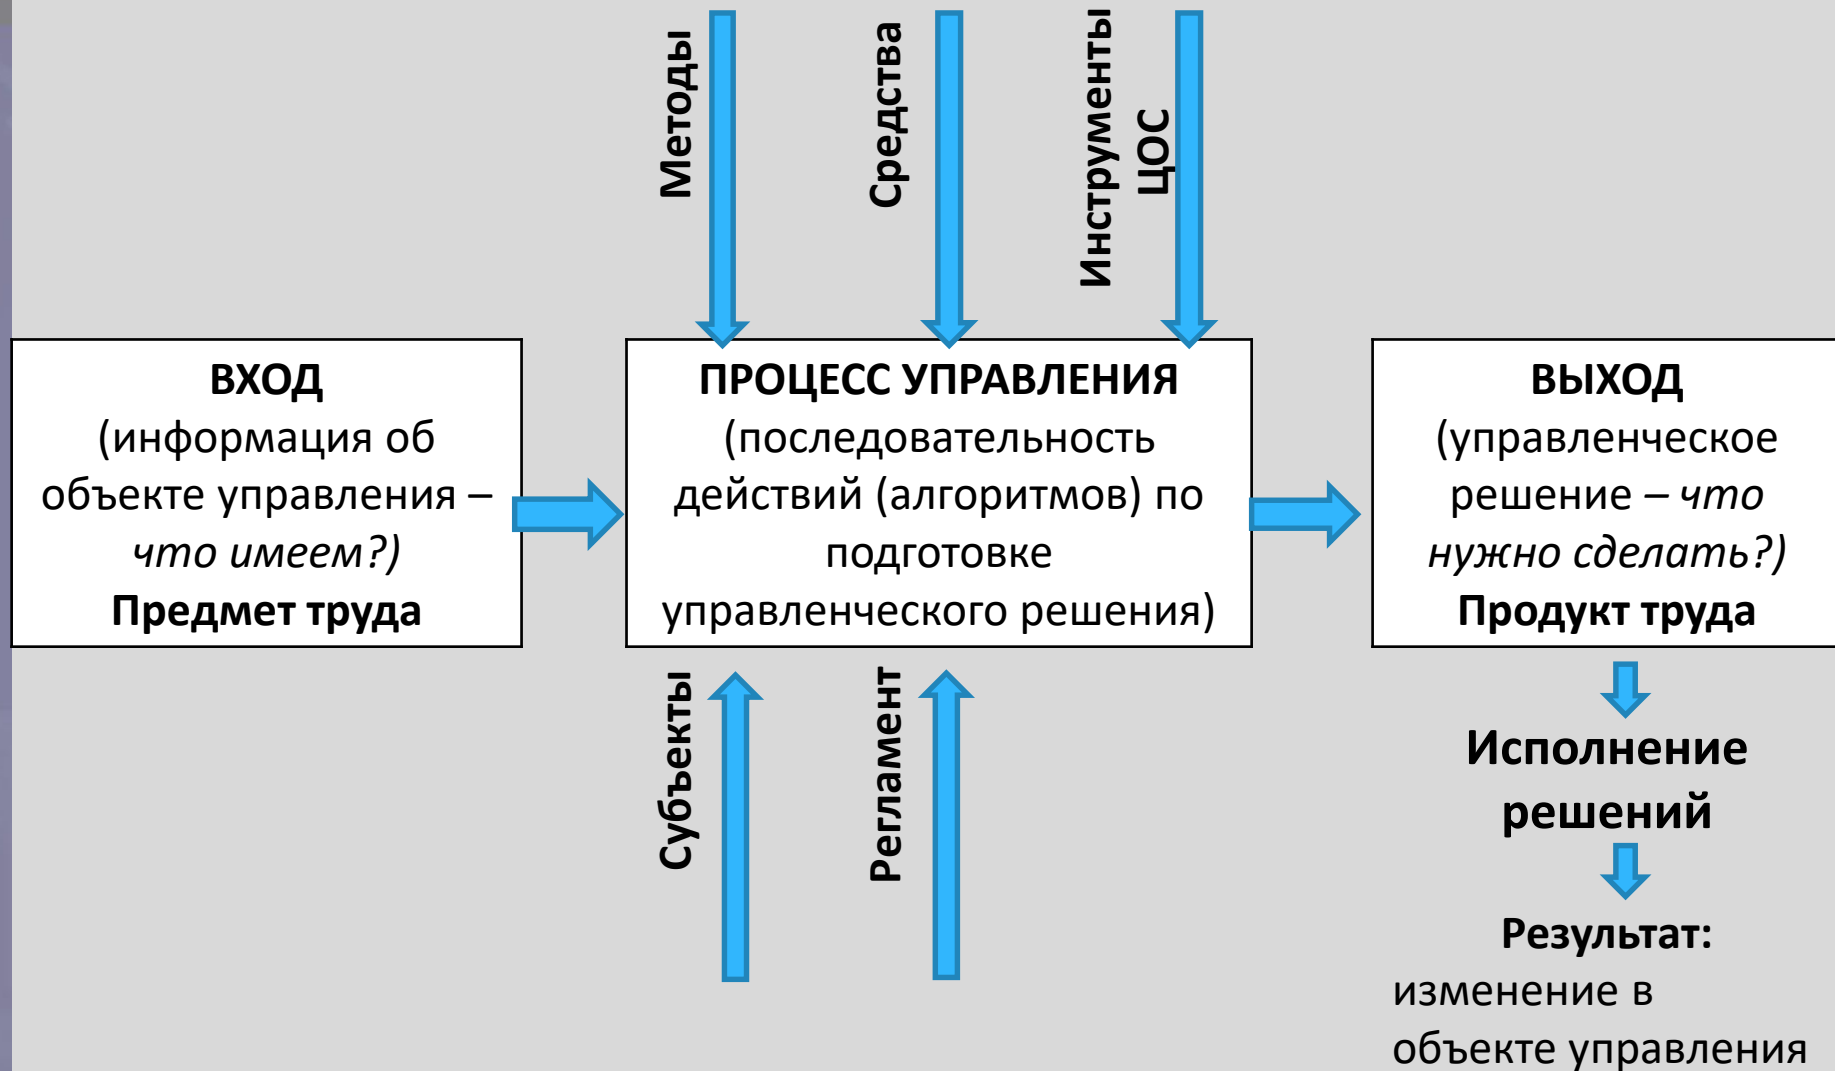 Методы
Средства
Инструменты
ЦОС
ВХОД
(информация об
объекте управления –
что имеем?)
Предмет труда
ПРОЦЕСС УПРАВЛЕНИЯ
(последовательность
действий (алгоритмов) по
подготовке
управленческого решения)
ВЫХОД
(управленческое
решение – что
нужно сделать?)
Продукт труда
Субъекты
Регламент
Исполнение
решений
Результат:
изменение в
объекте управления